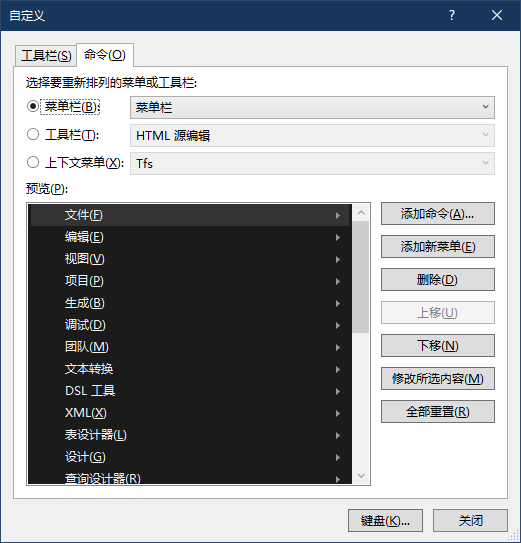 自定义
工具栏(S)
命令(O)
选择要重新排列的菜单或工具栏:
菜单栏(B):
菜单栏
工具栏(T):
HTML 源编辑
上下文菜单(X):
Tfs
预览(P):
文件(F)
编辑(E)
视图(V)
项目(P)
生成(B)
调试(D)
团队(M)
文本转换
DSL 工具
XML(X)
表设计器(L)
设计(G)
查询设计器(R)
添加命令(A)...
添加新菜单(E)
删除(D)
上移(U)
下移(N)
修改所选内容(M)
全部重置(R)
键盘(K)...
关闭